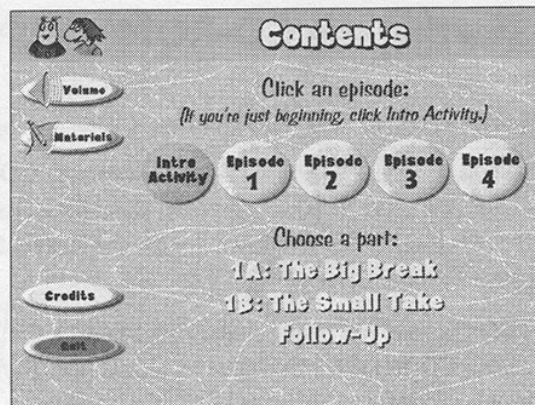 Contents
Volume
Materials
Click an episode:
(If you're just beginning, click Intro Activity.)
Intro Activity
Episode 1
Episode 2
Episode 3
Episode 4
Choose a part:
1A: The Big Break
1B: The Small Take
Follow-Up
Credits
Quit